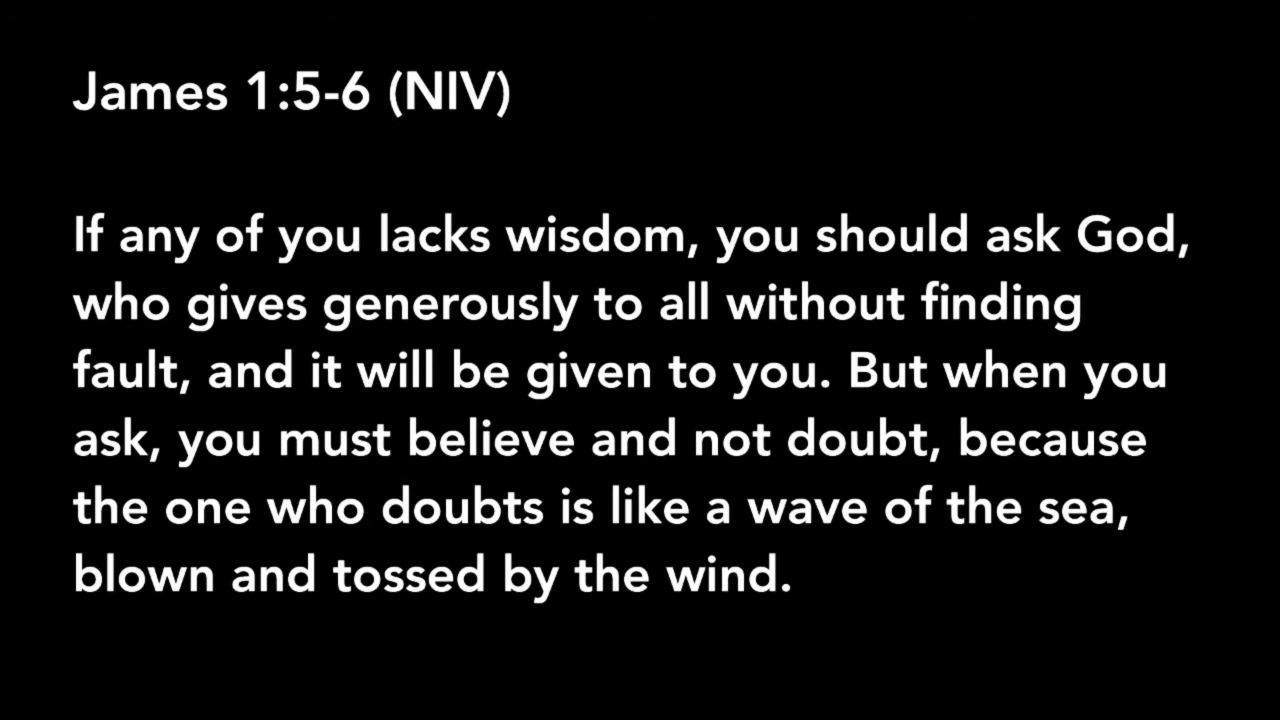 James 1:5-6 (NIV)
If any of you lacks wisdom, you should ask God,
who gives generously to all without finding
fault, and it will be given to you. But when you
ask, you must believe and not doubt, because
the one who doubts is like a wave of the sea,
blown and tossed by the wind.